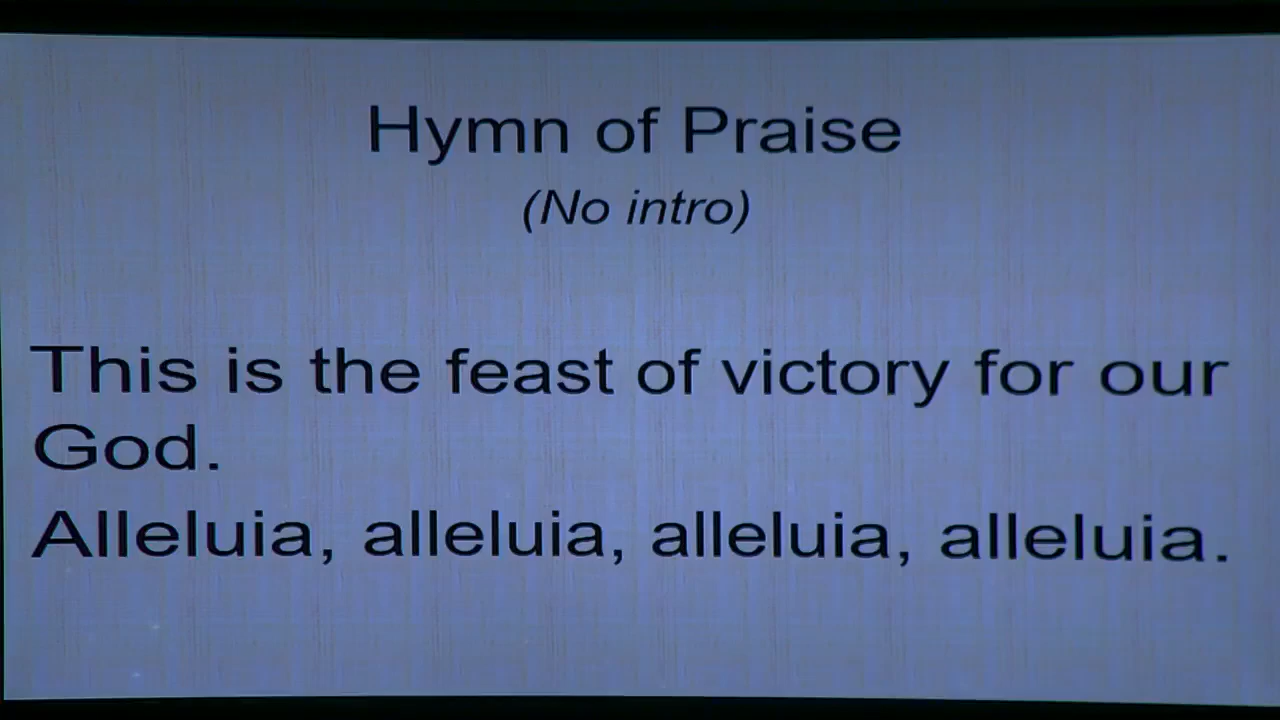 Hymn of Praise
(No intro)
This is the feast of victory for our
God.
Alleluia, alleluia, alleluia, alleluia.